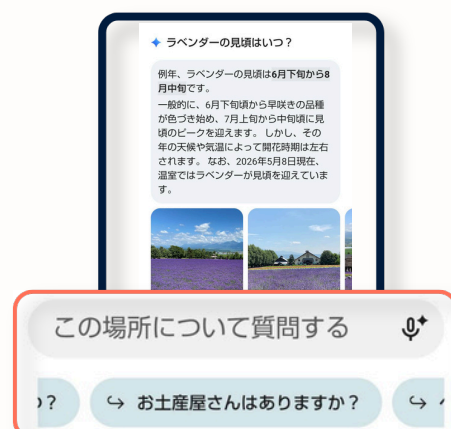 ラベンダーの見頃はいつ？
例年、ラベンダーの見頃は6月下旬から8
月中旬です。
一般的に、6月下旬頃から早咲きの品種
が色づき始め、7月上旬から中旬頃に見
頃のピークを迎えます。 しかし、その
年の天候や気温によって開花時期は左右
されます。 なお、2026年5月8日現在、
温室ではラベンダーが見頃を迎えていま
す。
この場所について質問する
？
お土産屋さんはありますか？